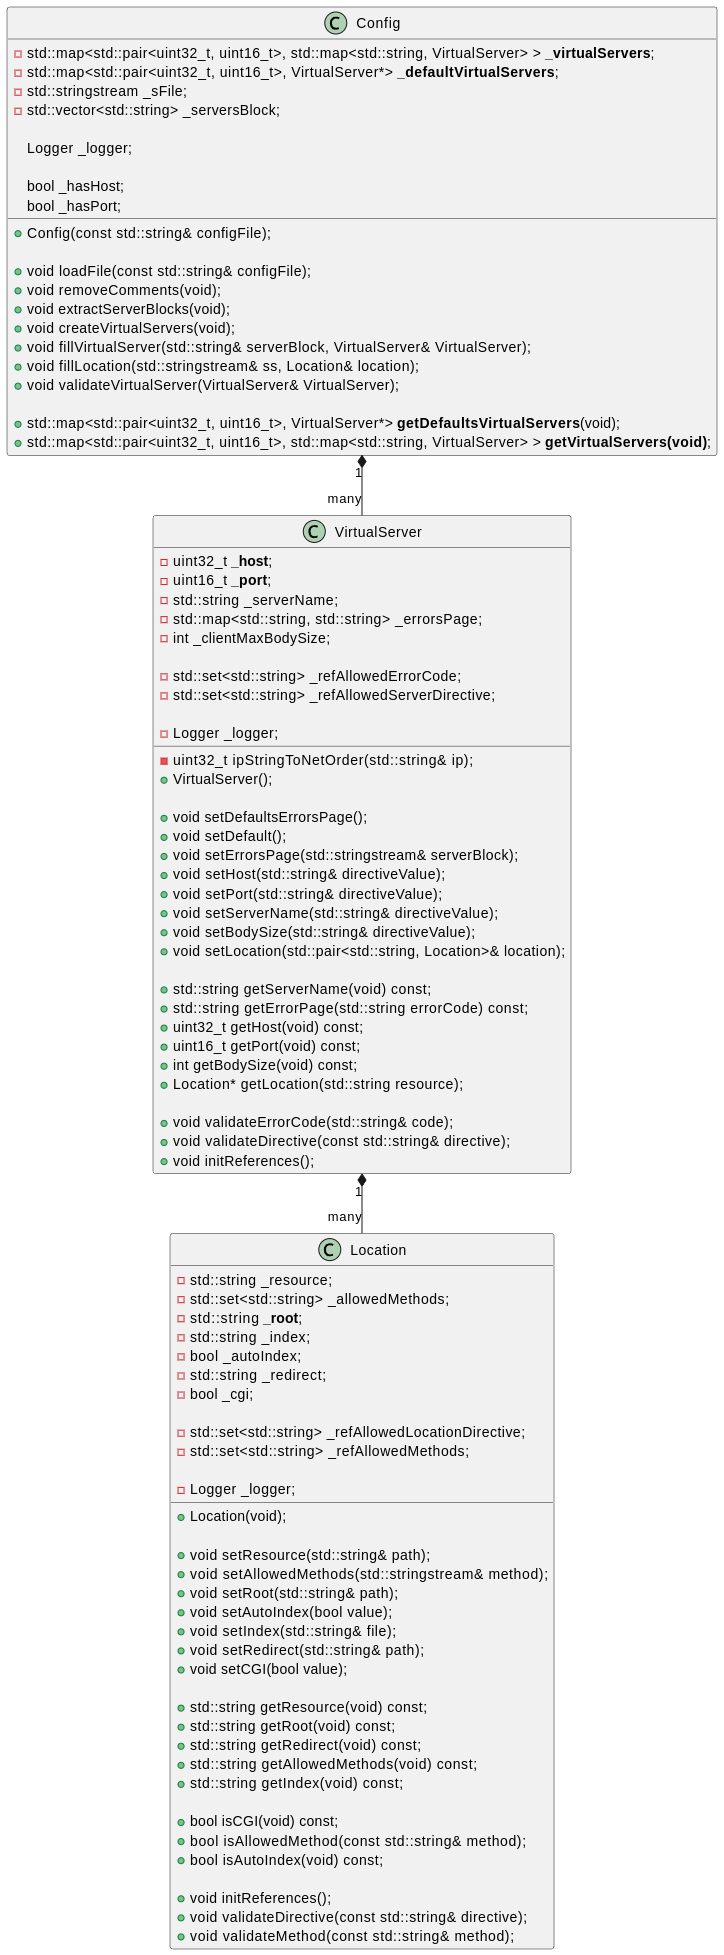 C Config
std::map<std::pair<uint32_t, uint16_t>, std::map<std::string, VirtualServer> > _virtualServers;
std::map<std::pair<uint32_t, uint16_t>, VirtualServer*> _defaultVirtualServers;
std::stringstream _sFile;
std::vector<std::string> _serversBlock;
Logger _logger;
bool _hasHost;
bool _hasPort;
Config(const std::string& configFile);
void loadFile(const std::string& configFile);
void removeComments(void);
void extractServerBlocks(void);
void createVirtualServers(void);
void fillVirtualServer(std::string& serverBlock, VirtualServer& VirtualServer);
void fillLocation(std::stringstream& ss, Location& location);
void validateVirtualServer(VirtualServer& VirtualServer);
std::map<std::pair<uint32_t, uint16_t>, VirtualServer*> getDefaultsVirtualServers(void);
std::map<std::pair<uint32_t, uint16_t>, std::map<std::string, VirtualServer> > getVirtualServers(void);
1
many
C VirtualServer
uint32_t _host;
uint16_t _port;
std::string _serverName;
std::map<std::string, std::string> _errorsPage;
int _clientMaxBodySize;
std::set<std::string> _refAllowedErrorCode;
std::set<std::string> _refAllowedServerDirective;
Logger _logger;
uint32_t ipStringToNetOrder(std::string& ip);
VirtualServer();
void setDefaultsErrorsPage();
void setDefault();
void setErrorsPage(std::stringstream& serverBlock);
void setHost(std::string& directiveValue);
void setPort(std::string& directiveValue);
void setServerName(std::string& directiveValue);
void setBodySize(std::string& directiveValue);
void setLocation(std::pair<std::string, Location>& location);
std::string getServerName(void) const;
std::string getErrorPage(std::string errorCode) const;
uint32_t getHost(void) const;
uint16_t getPort(void) const;
int getBodySize(void) const;
Location* getLocation(std::string resource);
void validateErrorCode(std::string& code);
void validateDirective(const std::string& directive);
void initReferences();
1
many
C Location
std::string _resource;
std::set<std::string> _allowedMethods;
std::string _root;
std::string _index;
bool _autoIndex;
std::string _redirect;
bool _cgi;
std::set<std::string> _refAllowedLocationDirective;
std::set<std::string> _refAllowedMethods;
Logger _logger;
Location(void);
void setResource(std::string& path);
void setAllowedMethods(std::stringstream& method);
void setRoot(std::string& path);
void setAutoIndex(bool value);
void setIndex(std::string& file);
void setRedirect(std::string& path);
void setCGI(bool value);
std::string getResource(void) const;
std::string getRoot(void) const;
std::string getRedirect(void) const;
std::string getAllowedMethods(void) const;
std::string getIndex(void) const;
bool isCGI(void) const;
bool isAllowedMethod(const std::string& method);
bool isAutoIndex(void) const;
void initReferences();
void validateDirective(const std::string& directive);
void validateMethod(const std::string& method);